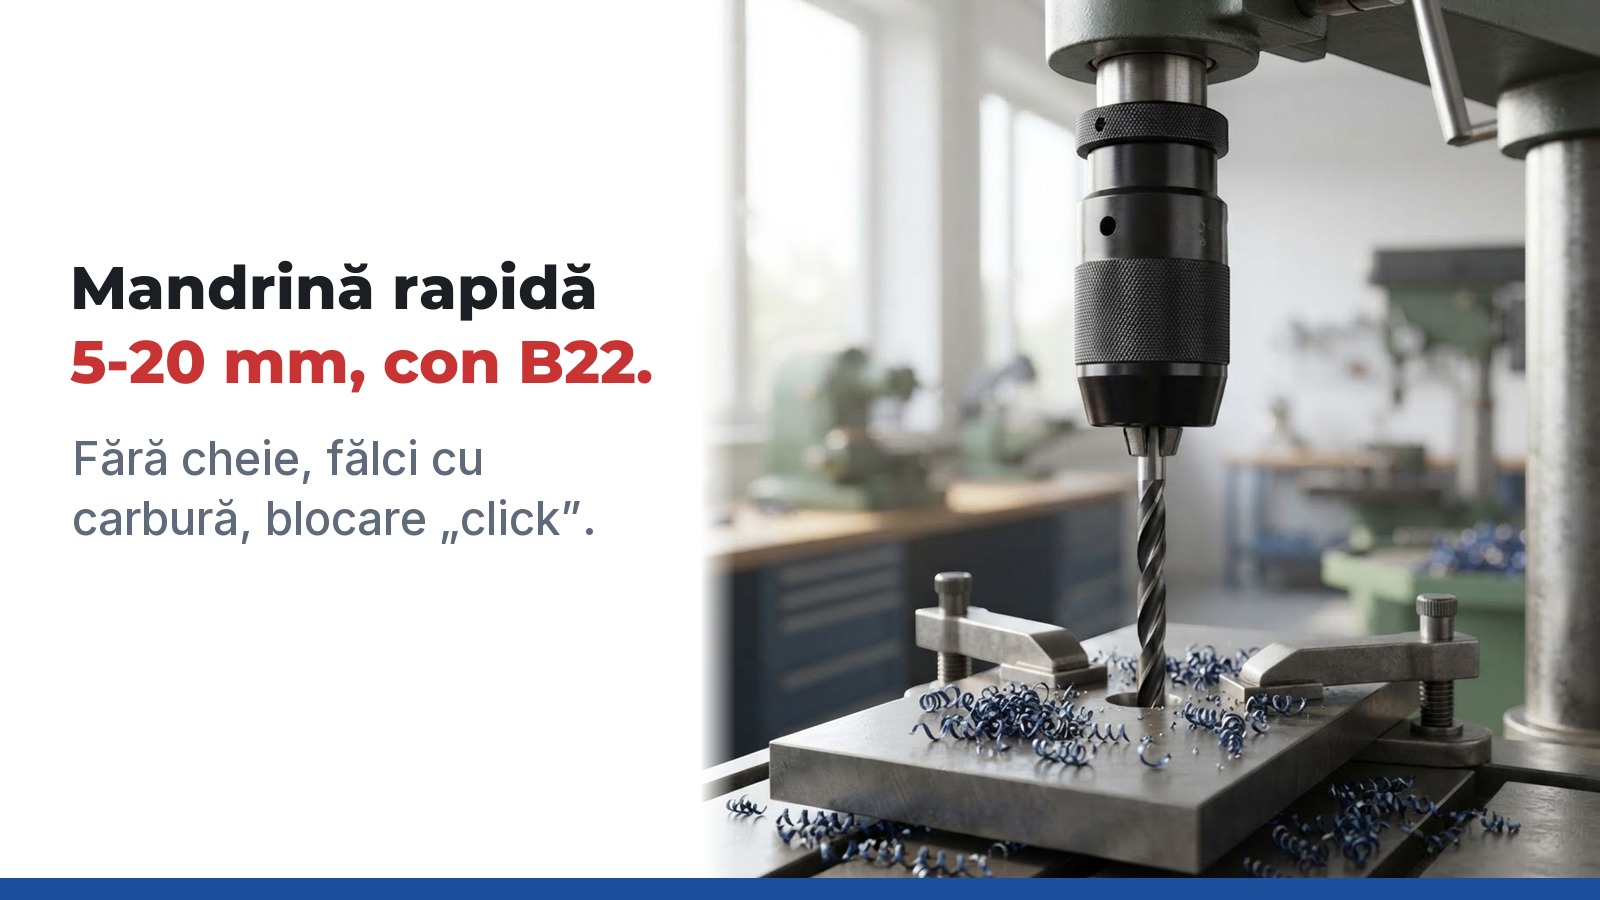 Mandrină rapidă
5-20 mm, con B22.
Fără cheie, fălci cu
carbură, blocare „click”.